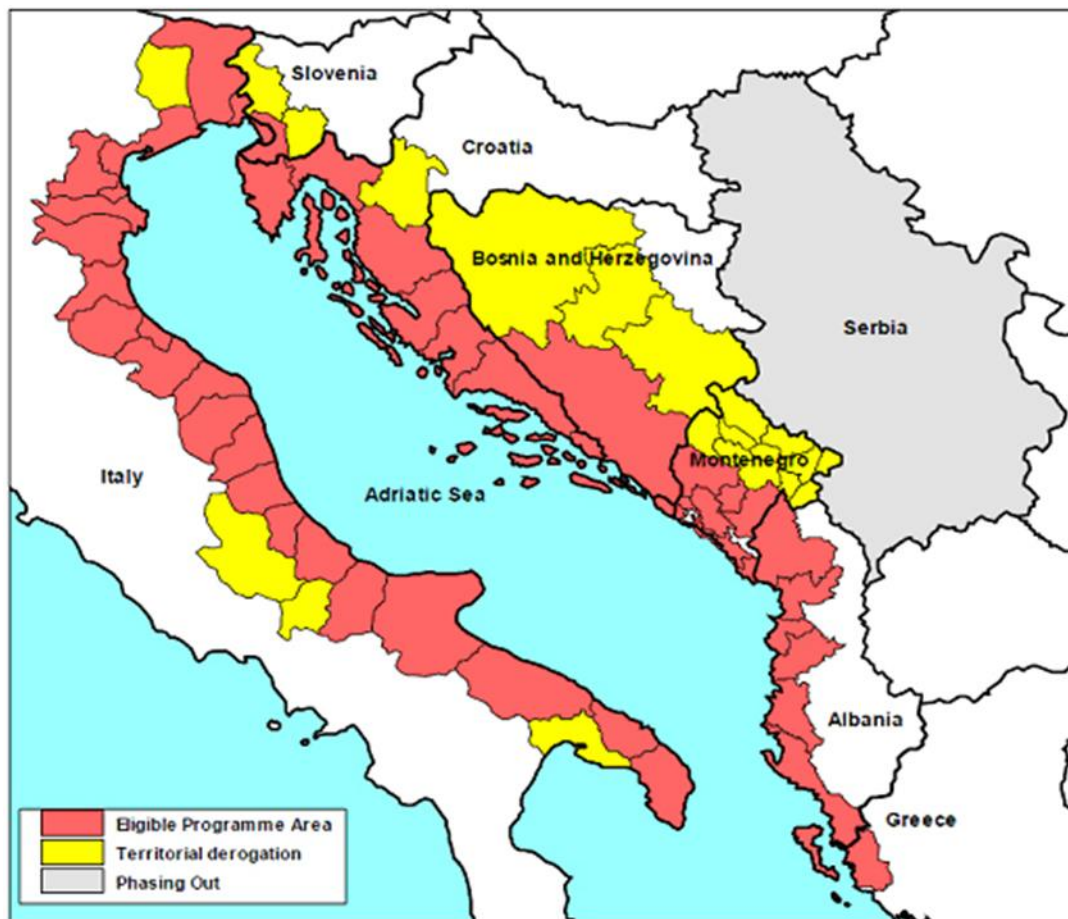 Slovenia
Croatia
Bosnia and Herzegovina
Serbia
Montenegro
Italy
Adriatic Sea
Albania
Greece
Eligible Programme Area
Territorial derogation
Phasing Out